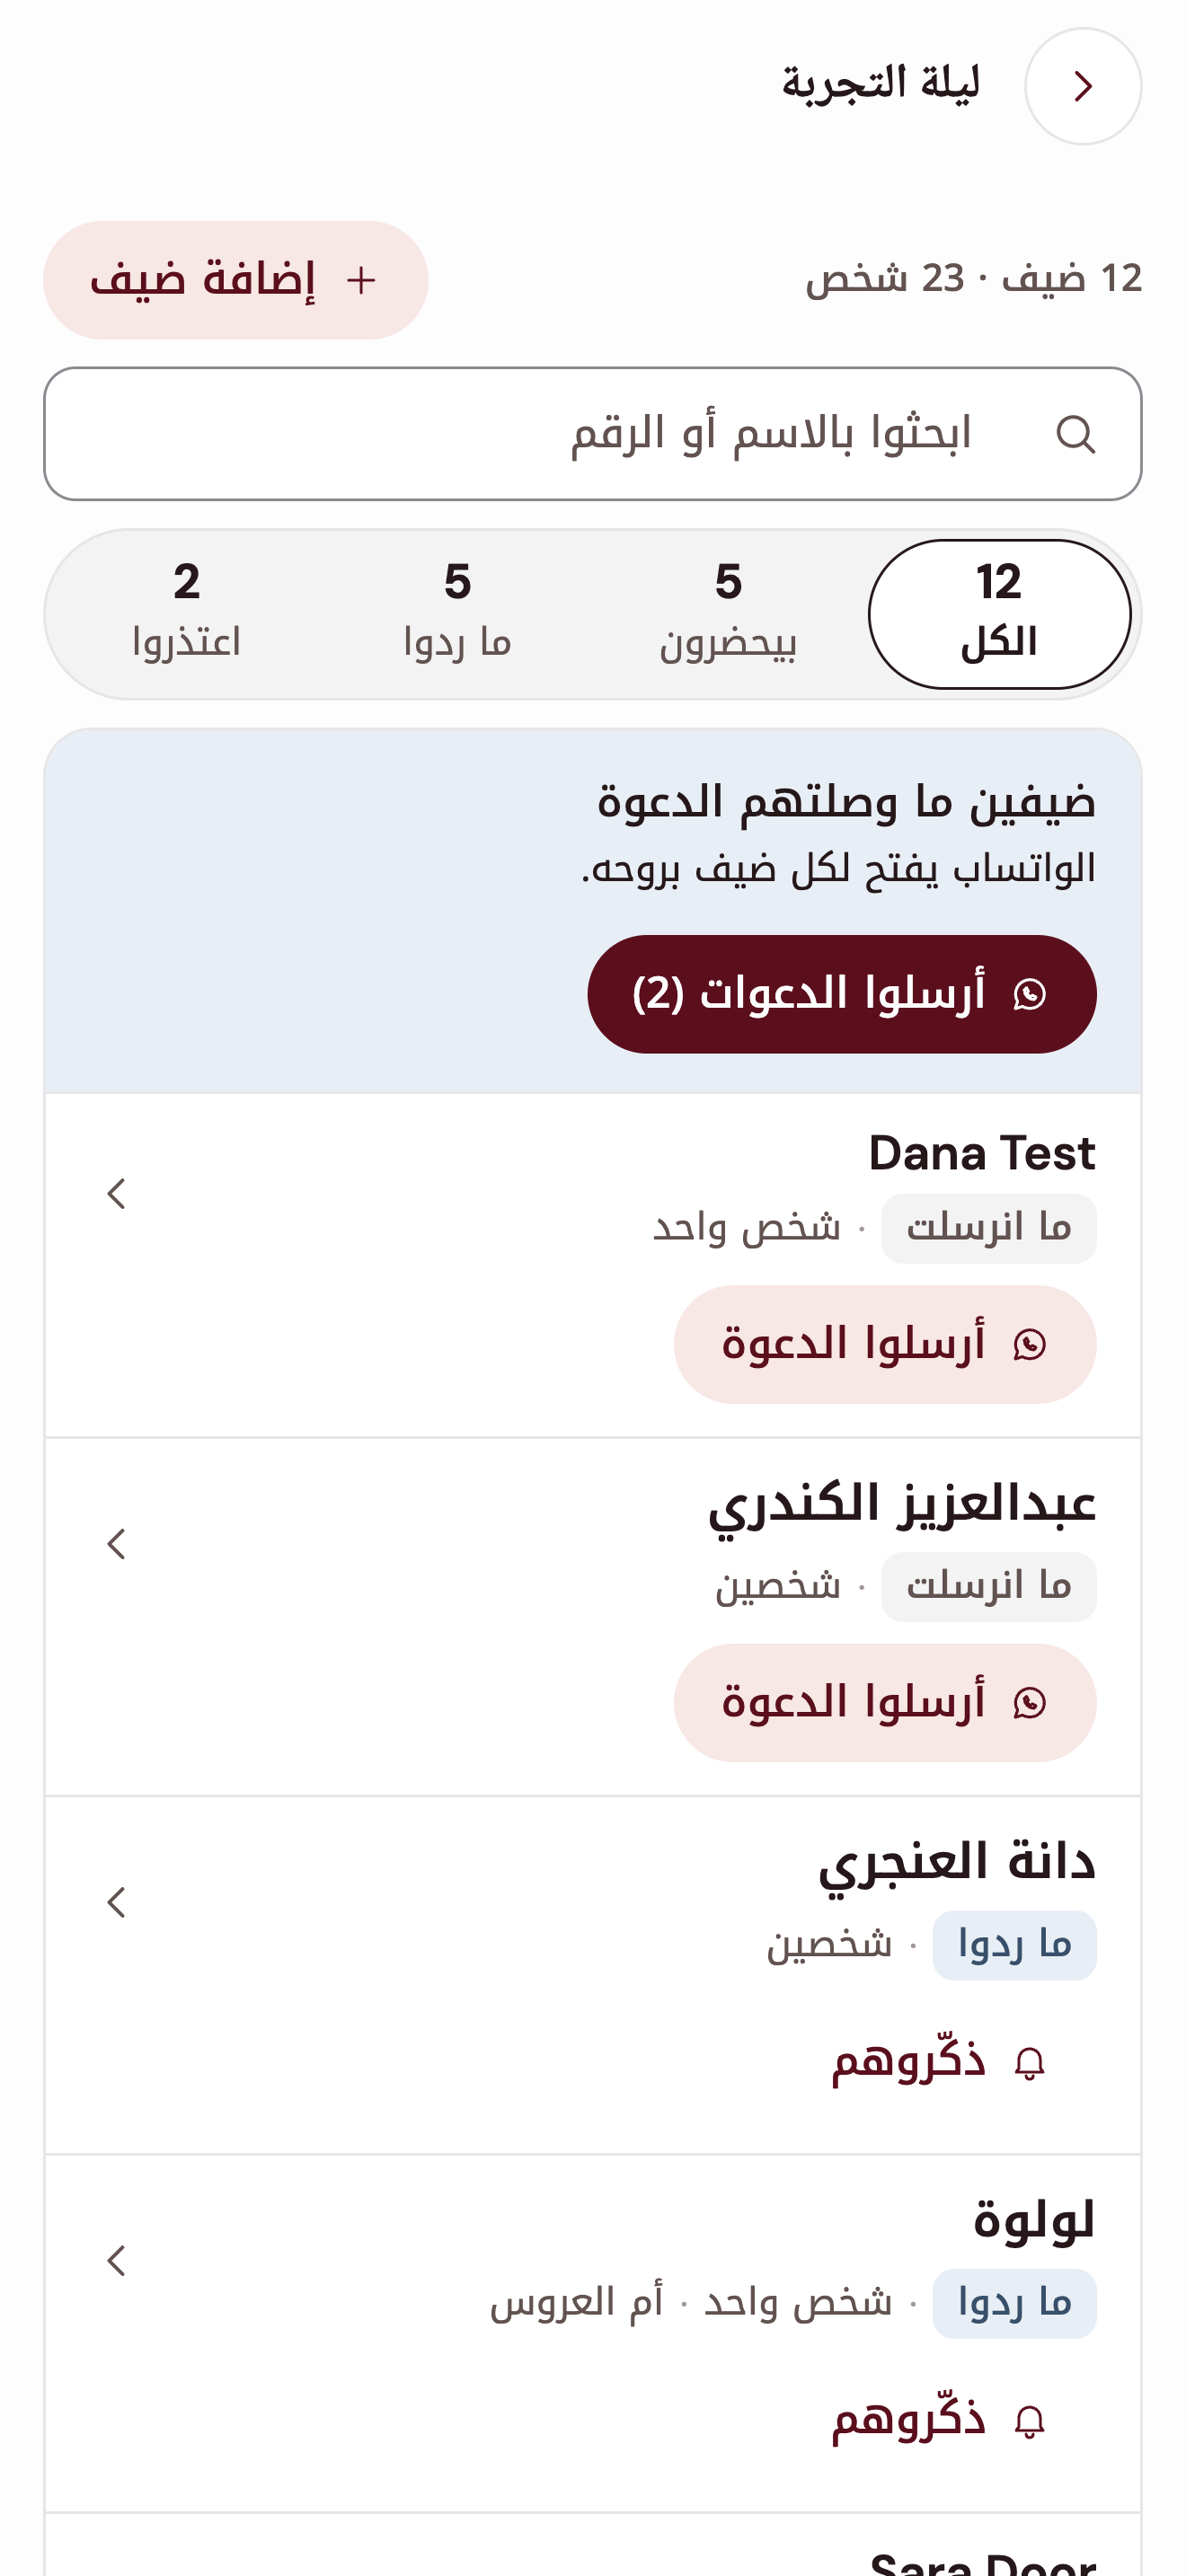 ليلة التجربة
12 ضيف · 23 شخص
إضافة ضيف
ابحثوا بالاسم أو الرقم
12
الكل
5
بيحضرون
5
ما ردوا
2
اعتذروا
ضيفين ما وصلتهم الدعوة
الواتساب يفتح لكل ضيف بروحه.
أرسلوا الدعوات (2)
Dana Test
ما انرسلت · شخص واحد
أرسلوا الدعوة
عبدالعزيز الكندري
ما انرسلت · شخصين
أرسلوا الدعوة
دانة العنجري
ما ردوا · شخصين
ذكّروهم
لولوة
ما ردوا · شخص واحد · أم العروس
ذكّروهم
Sara Door